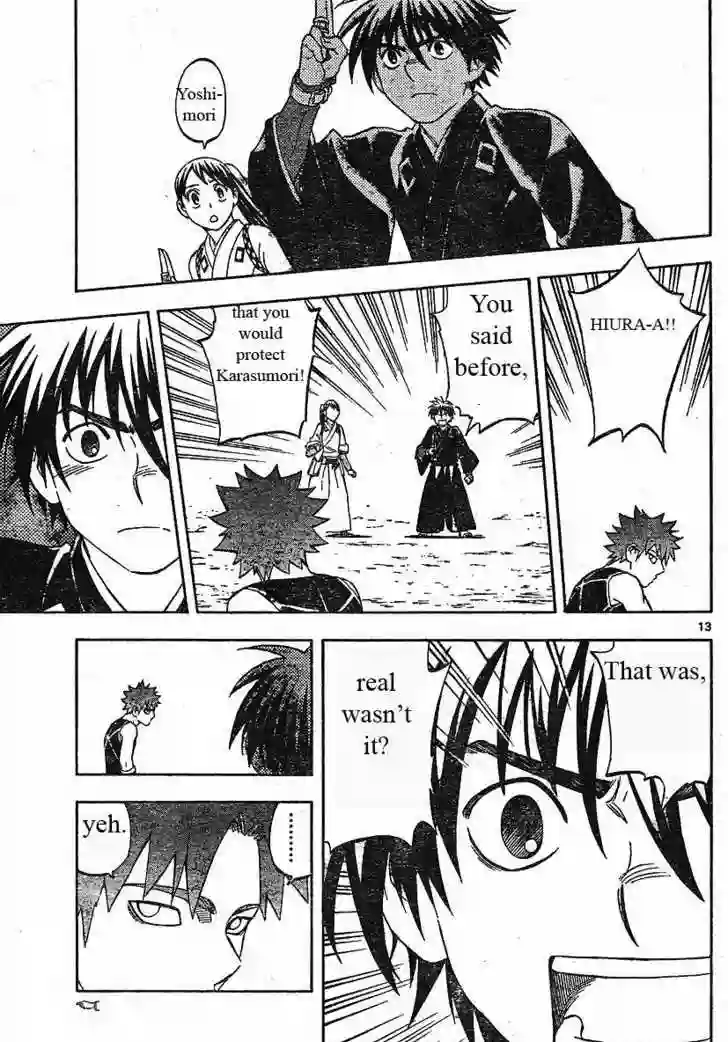 Yoshi-
mori
HIURA-A!!
You
said
before,
that you
would
protect
Karasumori!
13
That was,
real
wasn't
it?
..........
yeh.